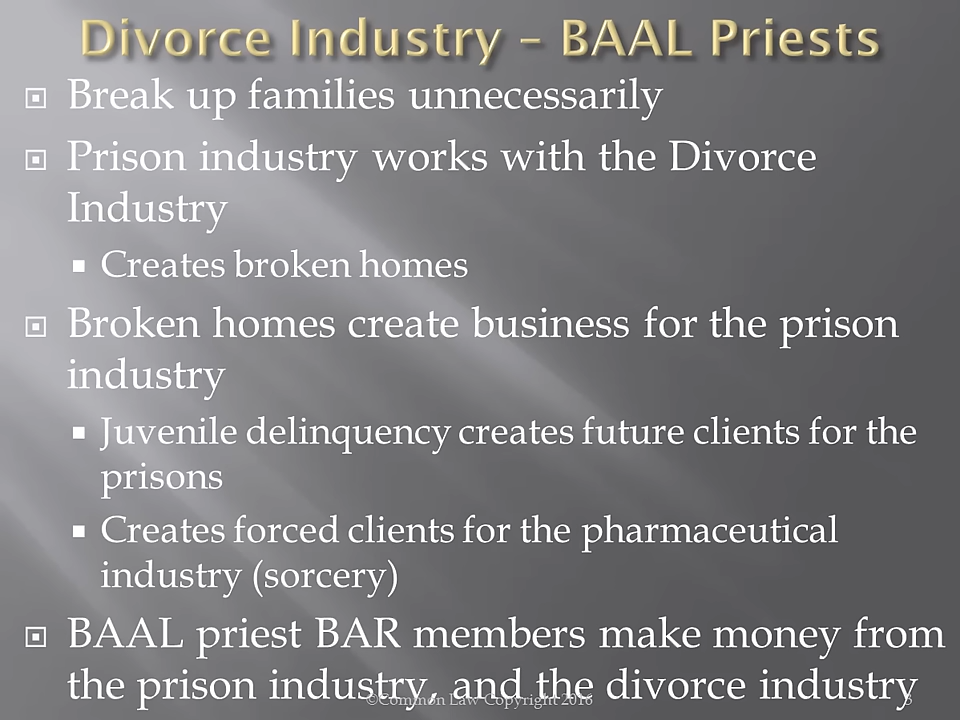 Divorce Industry – BAAL Priests
Break up families unnecessarily
Prison industry works with the Divorce
Industry
Creates broken homes
Broken homes create business for the prison
industry
Juvenile delinquency creates future clients for the
prisons
Creates forced clients for the pharmaceutical
industry (sorcery)
BAAL priest BAR members make money from
the prison industry, and the divorce industry
©Common Law Copyright 2016
3